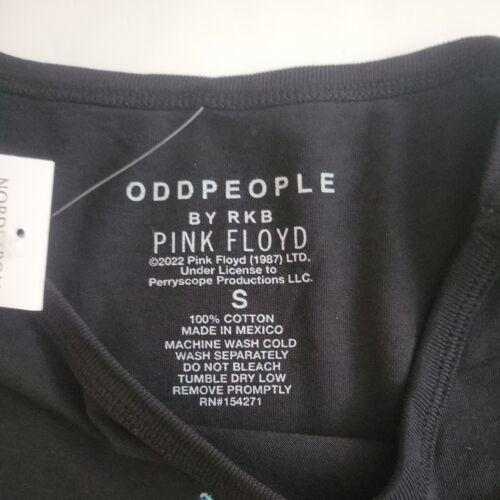 ODDPEOPLE
BY RKB
PINK FLOYD
©2022 Pink Floyd (1987) LTD.
Under License to
Perryscope Productions LLC.
S
100% COTTON
MADE IN MEXICO
MACHINE WASH COLD
WASH SEPARATELY
DO NOT BLEACH
TUMBLE DRY LOW
REMOVE PROMPTLY
RN#154271